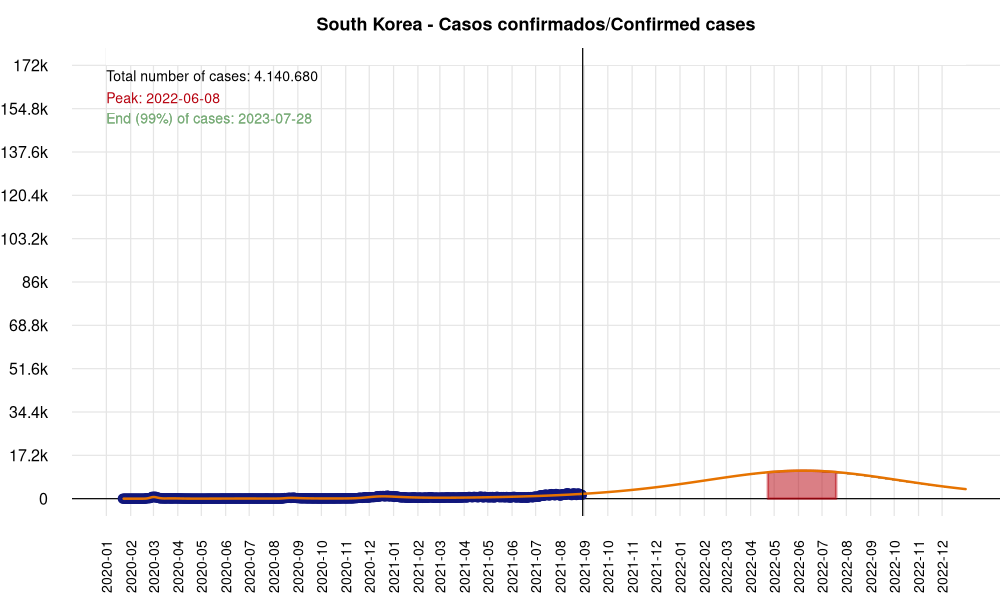 South Korea - Casos confirmados/Confirmed cases
172k
Total number of cases: 4.140.680
Peak: 2022-06-08
154.8k
End (99%) of cases: 2023-07-28
137.6k
120.4k
103.2k
86k
68.8k
51.6k
34.4k
17.2k
0
2020-01
2020-02
2020-03
2020-04
2020-05
2020-06
2020-07
2020-08
2020-09
2020-10
2020-11
2020-12
2021-01
2021-02
2021-03
2021-04
2021-05
2021-06
2021-07
2021-08
2021-09
2021-10
2021-11
2021-12
2022-01
2022-02
2022-03
2022-04
2022-05
2022-06
2022-07
2022-08
2022-09
2022-10
2022-11
2022-12